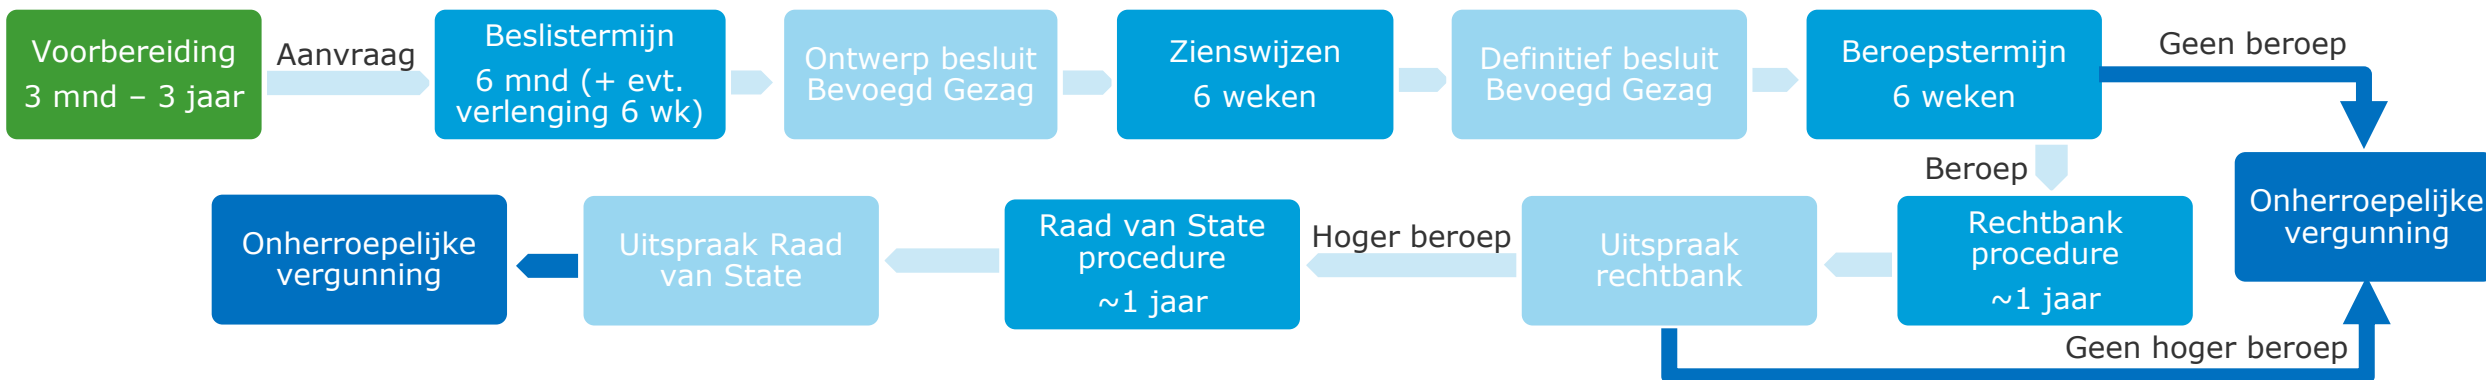 Voorbereiding
3 mnd – 3 jaar
Aanvraag
Beslistermijn
6 mnd (+ evt.
verlenging 6 wk)
Ontwerp besluit
Bevoegd Gezag
Zienswijzen
6 weken
Definitief besluit
Bevoegd Gezag
Beroepstermijn
6 weken
Geen beroep
Beroep
Onherroepelijke
vergunning
Rechtbank
procedure
~1 jaar
Uitspraak
rechtbank
Geen hoger beroep
Hoger beroep
Raad van State
procedure
~1 jaar
Uitspraak Raad
van State
Onherroepelijke
vergunning